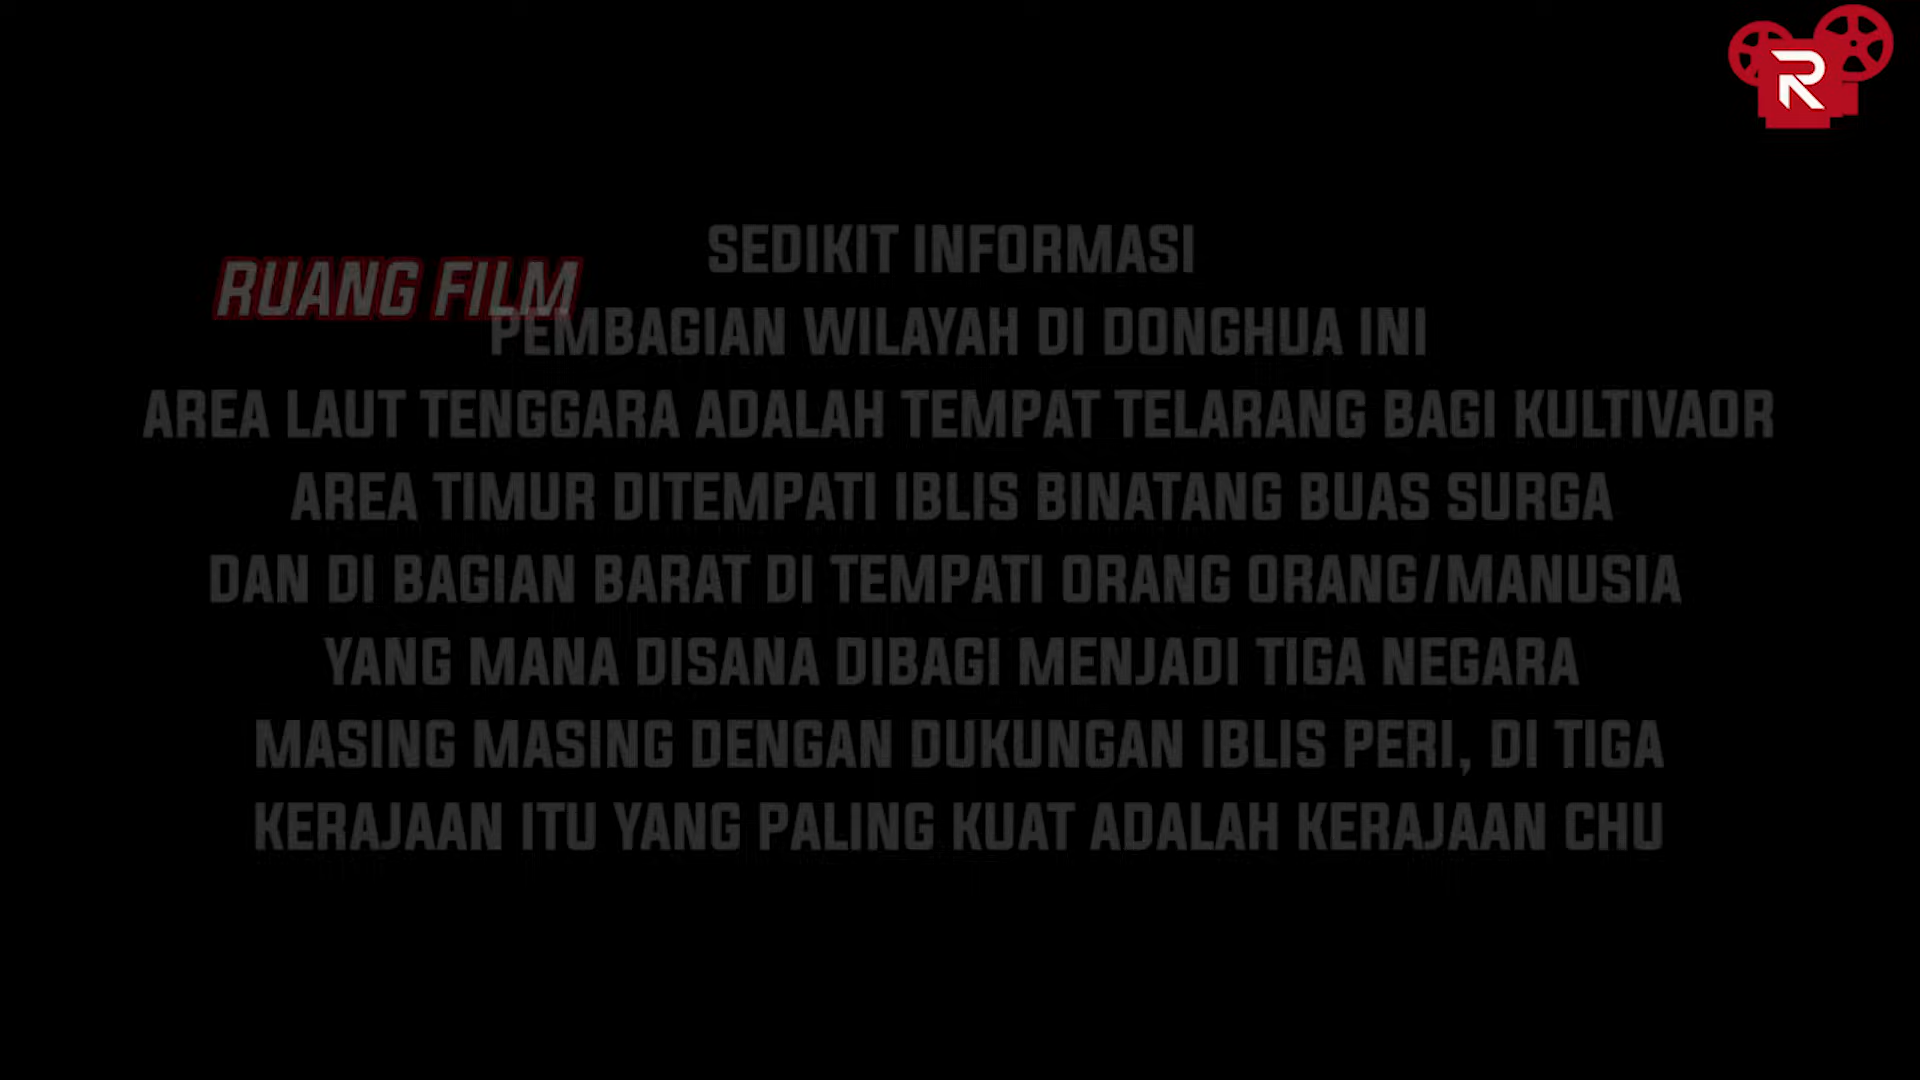 R
SEDIKIT INFORMASI
RUANG FILM
PEMBAGIAN WILAYAH DI DONGHUA INI
AREA LAUT TENGGARA ADALAH TEMPAT TELARANG BAGI KULTIVAOR
AREA TIMUR DITEMPATI IBLIS BINATANG BUAS SURGA
DAN DI BAGIAN BARAT DI TEMPATI ORANG ORANG/MANUSIA
YANG MANA DISANA DIBAGI MENJADI TIGA NEGARA
MASING MASING DENGAN DUKUNGAN IBLIS PERI, DI TIGA
KERAJAAN ITU YANG PALING KUAT ADALAH KERAJAAN CHU